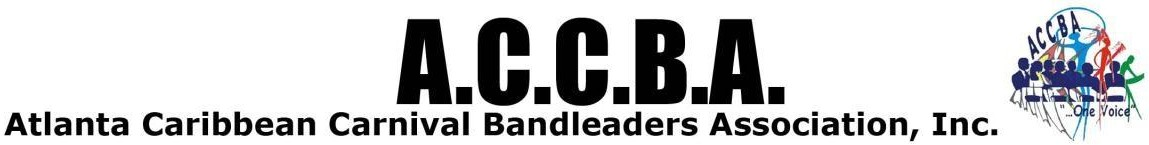 A.C.C.B.A.
Atlanta Caribbean Carnival Bandleaders Association, Inc.
ACCBA
"...One Voice"